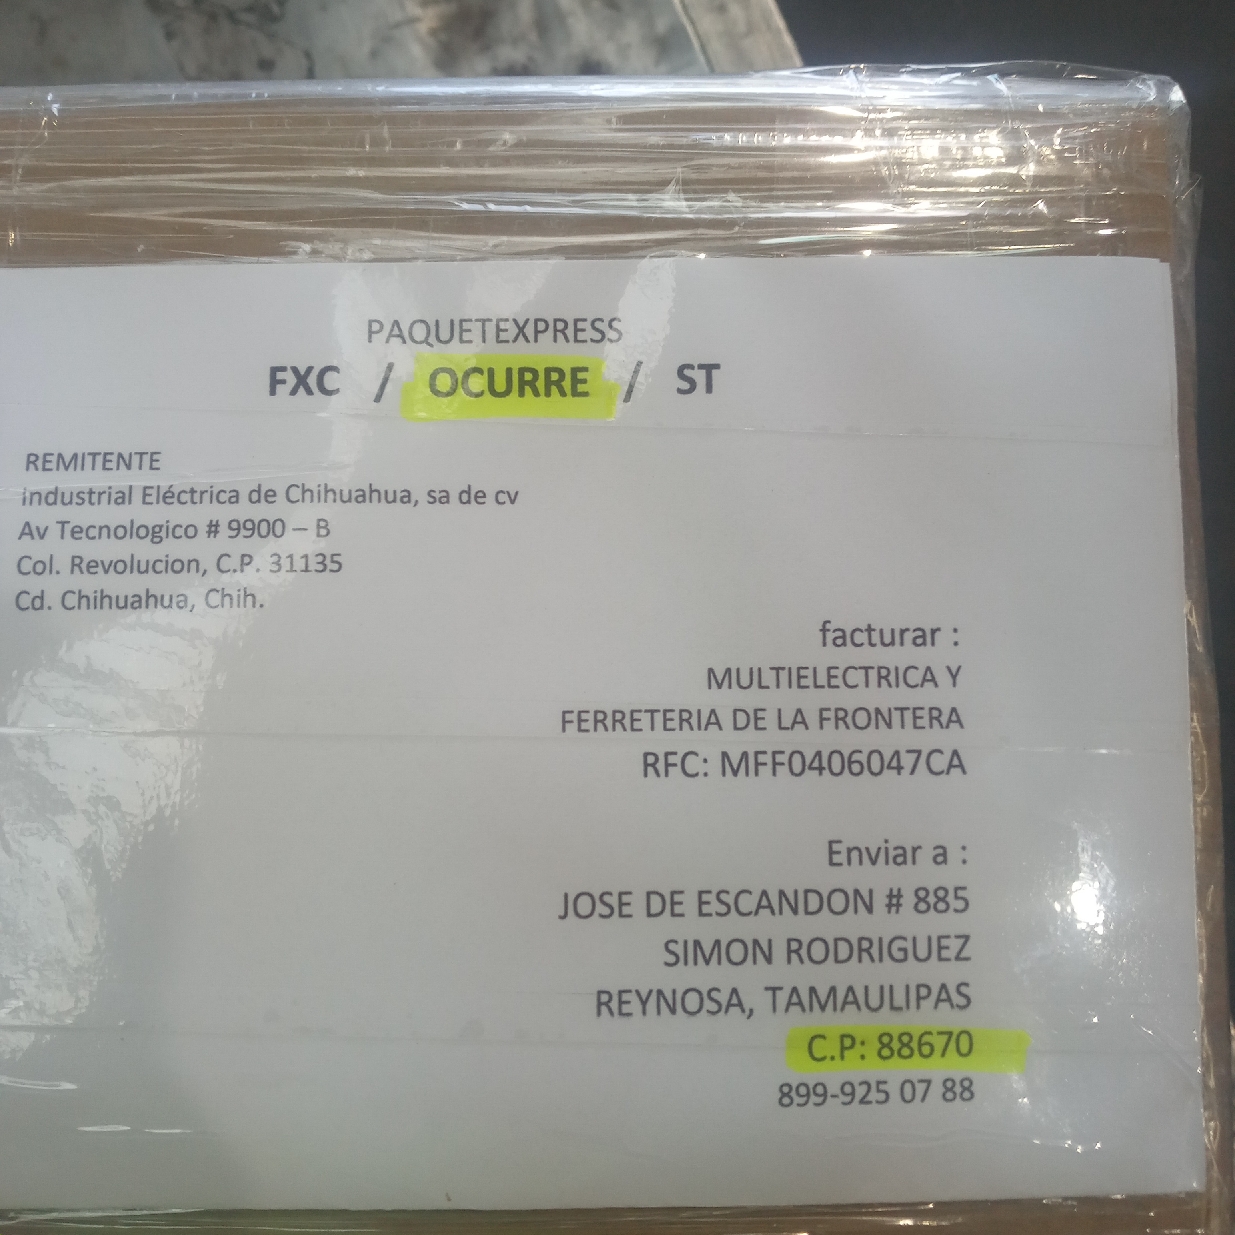 PAQUETEXPRESS
FXC / OCURRE / ST
REMITENTE
Industrial Eléctrica de Chihuahua, sa de cv
Av Tecnologico # 9900 – B
Col. Revolucion, C.P. 31135
Cd. Chihuahua, Chih.
facturar :
MULTIELECTRICA Y
FERRETERIA DE LA FRONTERA
RFC: MFF0406047CA
Enviar a :
JOSE DE ESCANDON # 885
SIMON RODRIGUEZ
REYNOSA, TAMAULIPAS
C.P: 88670
899-925 07 88